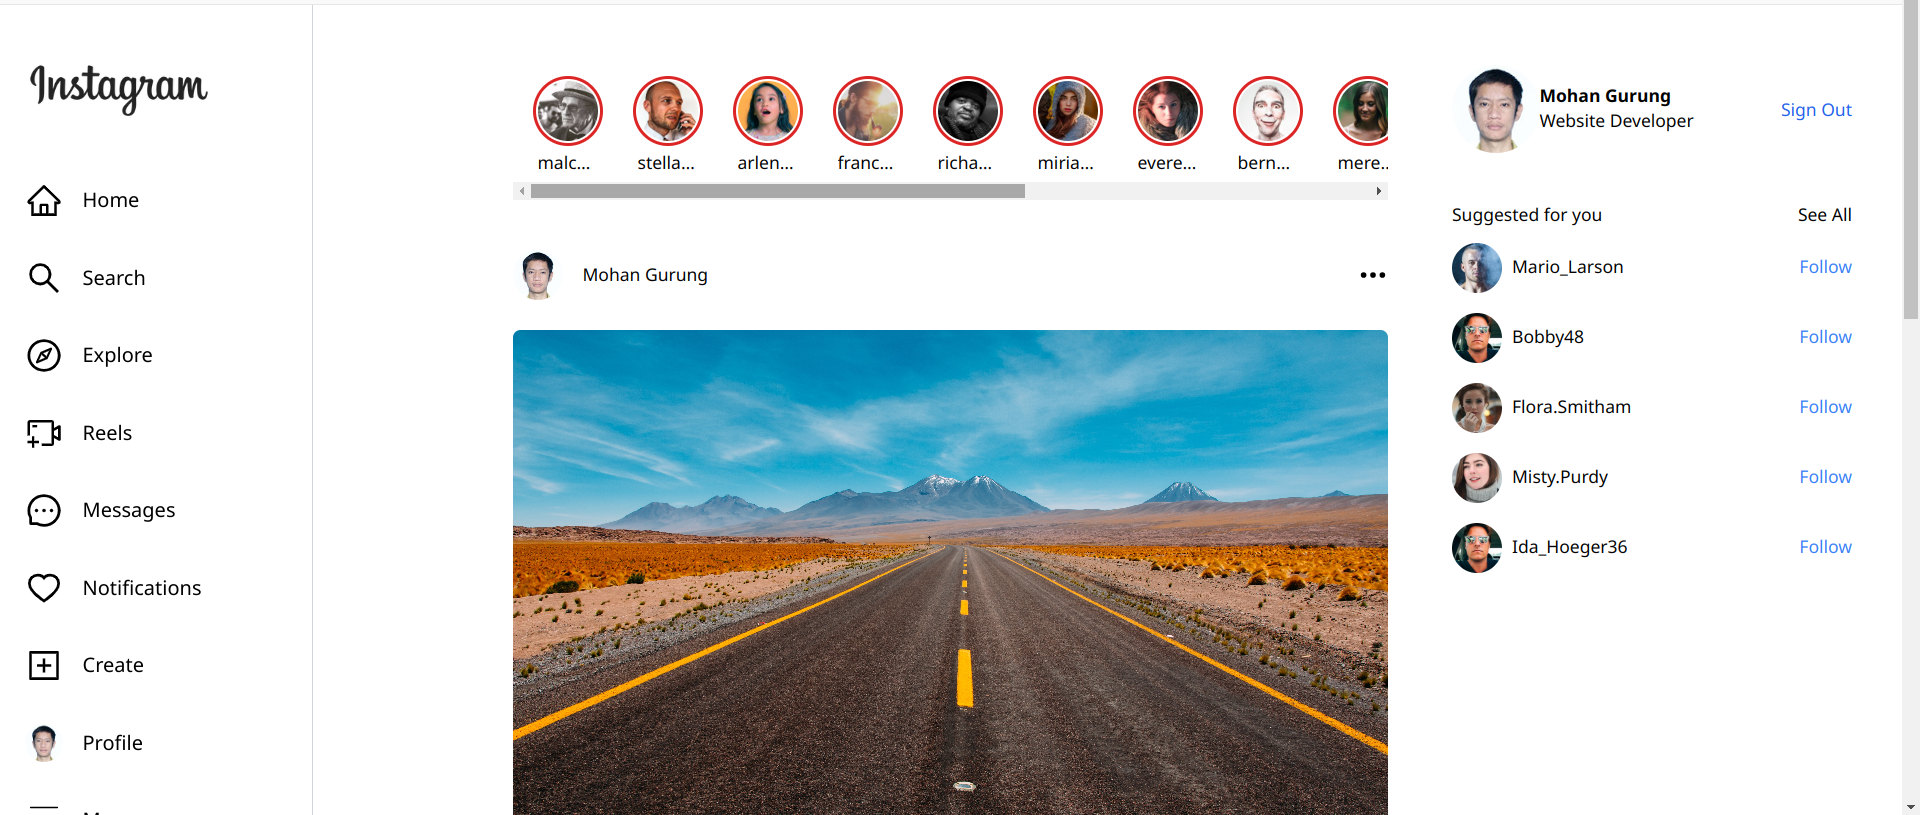 Instagram
Home
Search
Explore
Reels
Messages
Notifications
Create
Profile
malc...
stella...
arlen...
franc...
richa...
miria...
evere...
bern...
mere..
Mohan Gurung
Mohan Gurung
Website Developer
Sign Out
Suggested for you
See All
Mario_Larson
Follow
Bobby48
Follow
Flora.Smitham
Follow
Misty.Purdy
Follow
Ida_Hoeger36
Follow